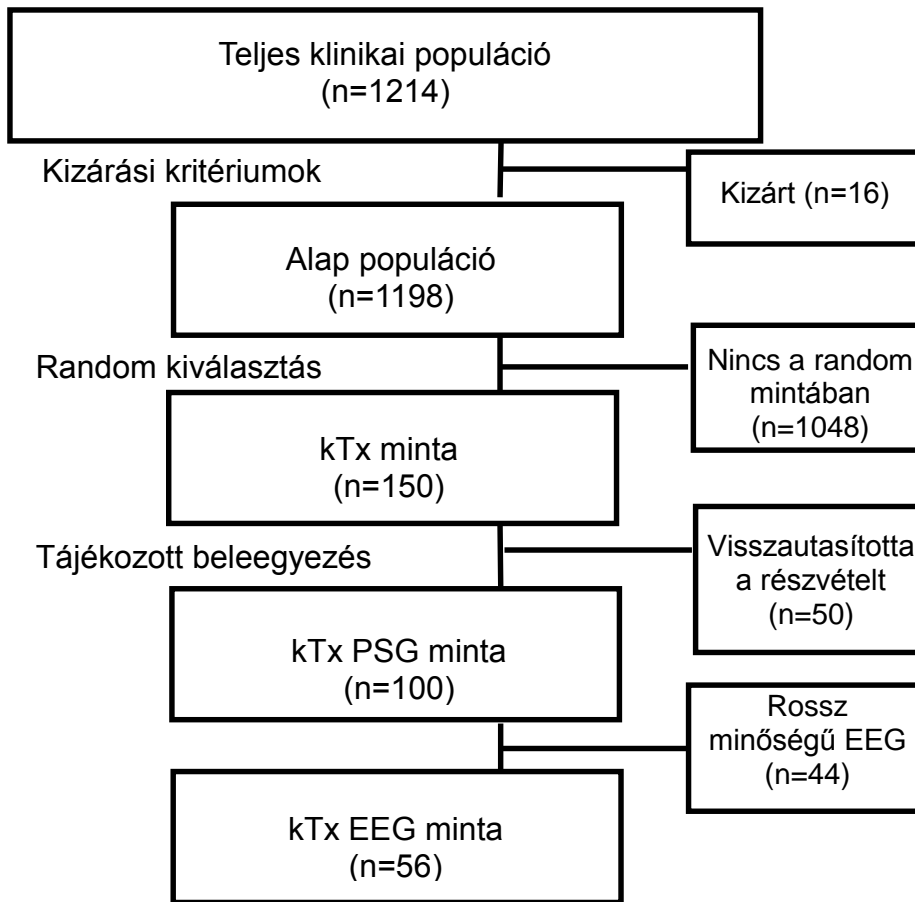 Teljes klinikai populáció
(n=1214)
Kizárási kritériumok
Kizárt (n=16)
Alap populáció
(n=1198)
Random kiválasztás
Nincs a random
mintában
(n=1048)
kTx minta
(n=150)
Tájékozott beleegyezés
Visszautasította
a részvételt
(n=50)
kTx PSG minta
(n=100)
Rossz
minőségű EEG
(n=44)
kTx EEG minta
(n=56)